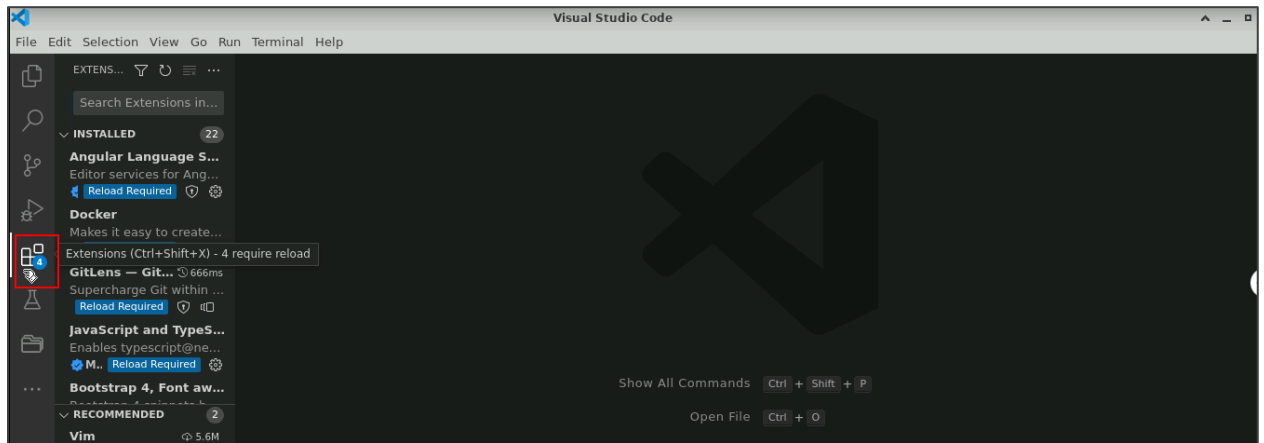 Visual Studio Code
File Edit Selection View Go Run Terminal Help
EXTENS...
Search Extensions in...
INSTALLED 22
Angular Language S...
Editor services for Ang...
Reload Required
Docker
Makes it easy to create...
4
Extensions (Ctrl+Shift+X) - 4 require reload
GitLens — Git... 666ms
Supercharge Git within ...
Reload Required
JavaScript and TypeS...
Enables typescript@ne...
M.. Reload Required
Bootstrap 4, Font aw...
RECOMMENDED 2
Vim 5.6M
Show All Commands Ctrl + Shift + P
Open File Ctrl + O